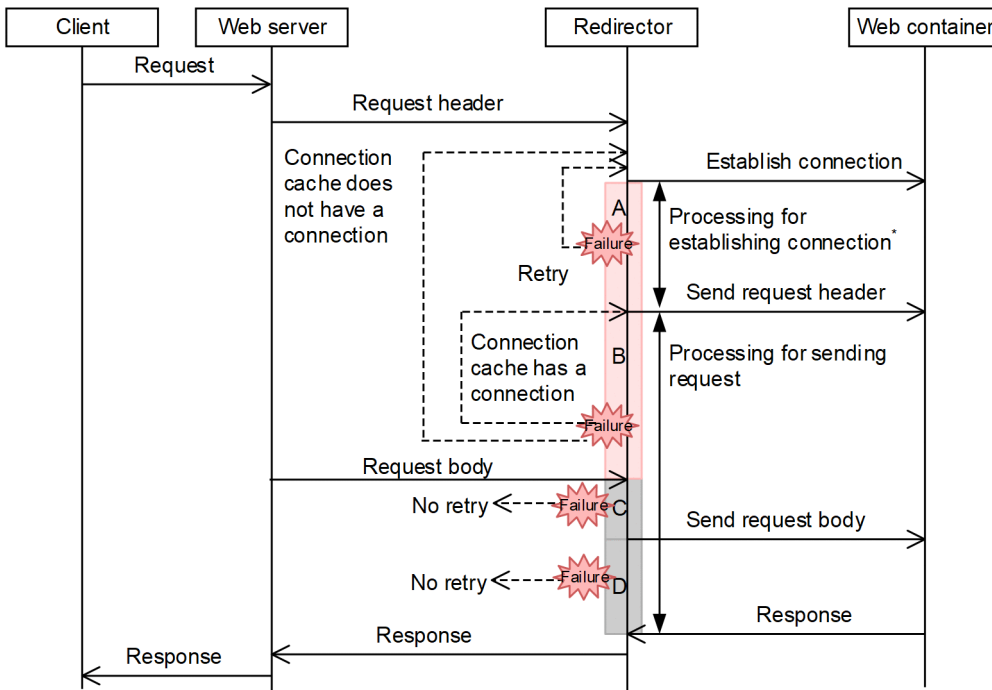 Client
Web server
Redirector
Web container
Request
Request header
Connection
cache does
not have a
connection
Establish connection
A
Processing for
establishing connection*
Failure
Retry
Send request header
Connection
cache has a
connection
B
Processing for sending
request
Failure
Request body
No retry
Failure
C
Send request body
No retry
Failure
D
Response
Response
Response